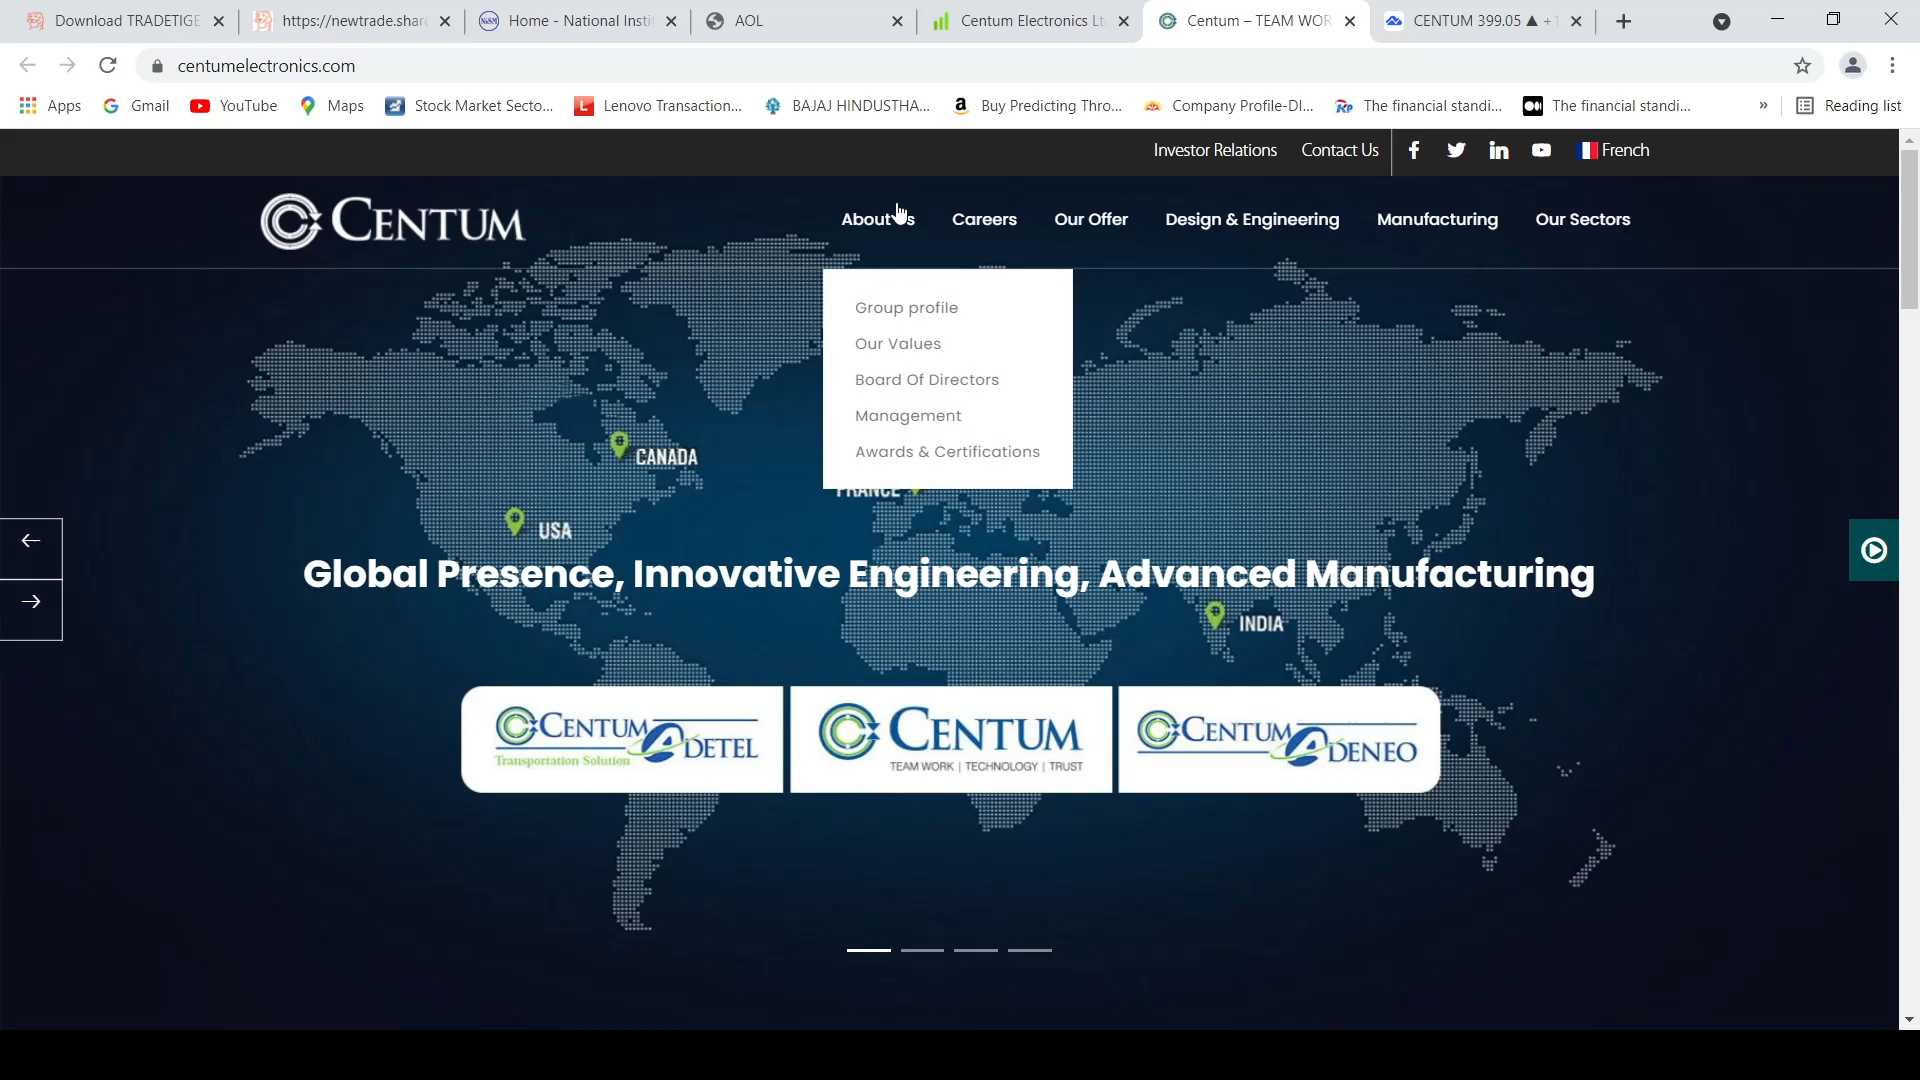 Download TRADETIGE
https://newtrade.shar
Home - National Instit
AOL
Centum Electronics Lt
Centum – TEAM WOR
CENTUM 399.05 ▲ +1
centumelectronics.com
Apps
Gmail
YouTube
Maps
Stock Market Secto...
Lenovo Transaction...
BAJAJ HINDUSTHA...
Buy Predicting Thro...
Company Profile-DI...
The financial standi...
The financial standi...
»
Reading list
Investor Relations
Contact Us
French
CENTUM
About Us
Careers
Our Offer
Design & Engineering
Manufacturing
Our Sectors
Group profile
Our Values
Board Of Directors
Management
Awards & Certifications
CANADA
FRANCE
USA
Global Presence, Innovative Engineering, Advanced Manufacturing
INDIA
CENTUM ADETEL
Transportation Solution
CENTUM
TEAM WORK | TECHNOLOGY | TRUST
CENTUM ADENEO